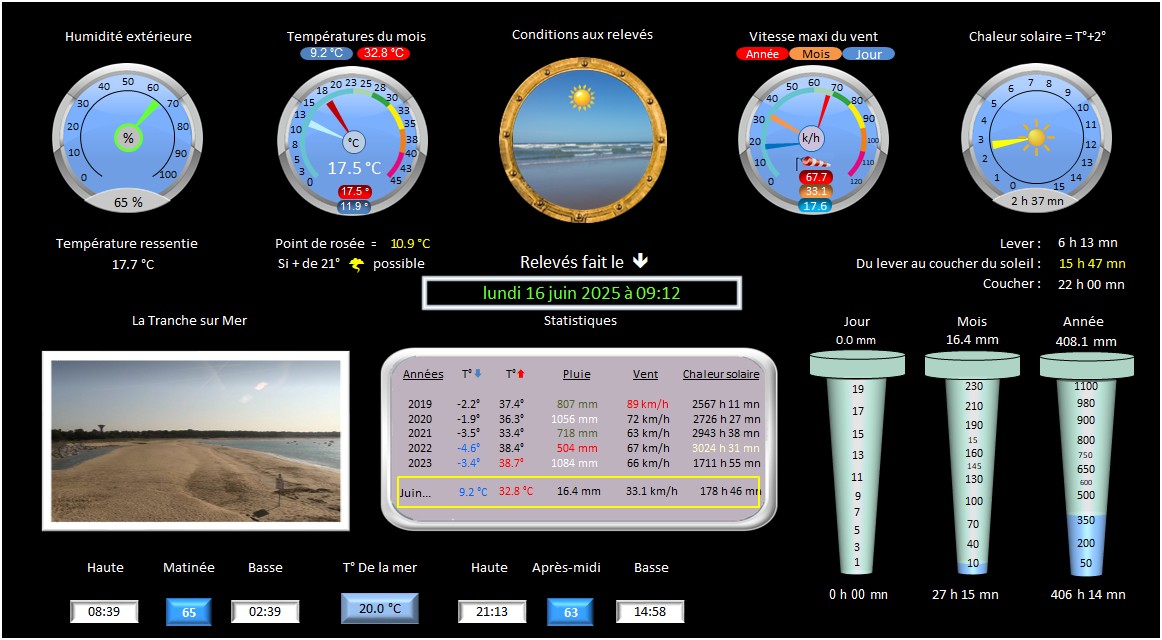 Humidité extérieure
Températures du mois
9.2 °C 32.8 °C
Conditions aux relevés
Vitesse maxi du vent
Année Mois Jour
Chaleur solaire = T°+2°
0 10 20 30 40 50 60 70 80 90 100
%
65 %
0 3 5 8 10 13 15 18 20 23 25 28 30 33 35 38 40 43 45
°C
17.5 °C
17.5 °
11.9 °
0 10 20 30 40 50 60 70 80 90 100 110 120
k/h
67.7
33.1
17.6
0 1 2 3 4 5 6 7 8 9 10 11 12 13 14 15
2 h 37 mn
Température ressentie
17.7 °C
Point de rosée = 10.9 °C
Si + de 21° possible
Relevés fait le
lundi 16 juin 2025 à 09:12
Lever : 6 h 13 mn
Du lever au coucher du soleil : 15 h 47 mn
Coucher : 22 h 00 mn
La Tranche sur Mer
Statistiques
Années T° T° Pluie Vent Chaleur solaire
2019 -2.2° 37.4° 807 mm 89 km/h 2567 h 11 mn
2020 -1.9° 36.3° 1056 mm 72 km/h 2726 h 27 mn
2021 -3.5° 33.4° 718 mm 63 km/h 2943 h 38 mn
2022 -4.6° 38.4° 504 mm 67 km/h 3024 h 31 mn
2023 -3.4° 38.7° 1084 mm 66 km/h 1711 h 55 mn
Juin... 9.2 °C 32.8 °C 16.4 mm 33.1 km/h 178 h 46 mn
Jour
0.0 mm
19
17
15
13
11
9
7
5
3
1
0 h 00 mn
Mois
16.4 mm
230
210
190
15
160
145
130
100
70
40
10
27 h 15 mn
Année
408.1 mm
1100
980
900
800
750
650
600
500
350
200
50
406 h 14 mn
Haute Matinée Basse
08:39 65 02:39
T° De la mer
20.0 °C
Haute Après-midi Basse
21:13 63 14:58